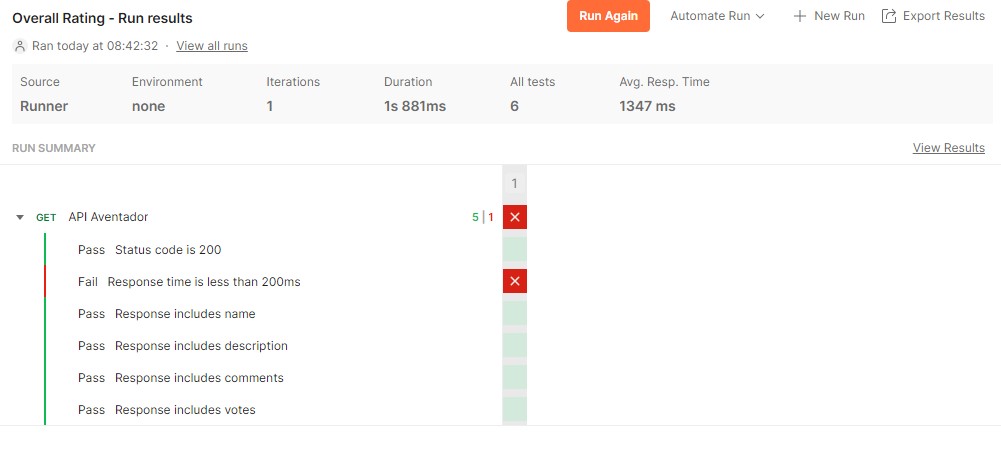 Overall Rating - Run results
Run Again
Automate Run
New Run
Export Results
Ran today at 08:42:32 · View all runs
Source Environment Iterations Duration All tests Avg. Resp. Time
Runner none 1 1s 881ms 6 1347 ms
RUN SUMMARY View Results
1
GET API Aventador 5 | 1
Pass Status code is 200
Fail Response time is less than 200ms
Pass Response includes name
Pass Response includes description
Pass Response includes comments
Pass Response includes votes